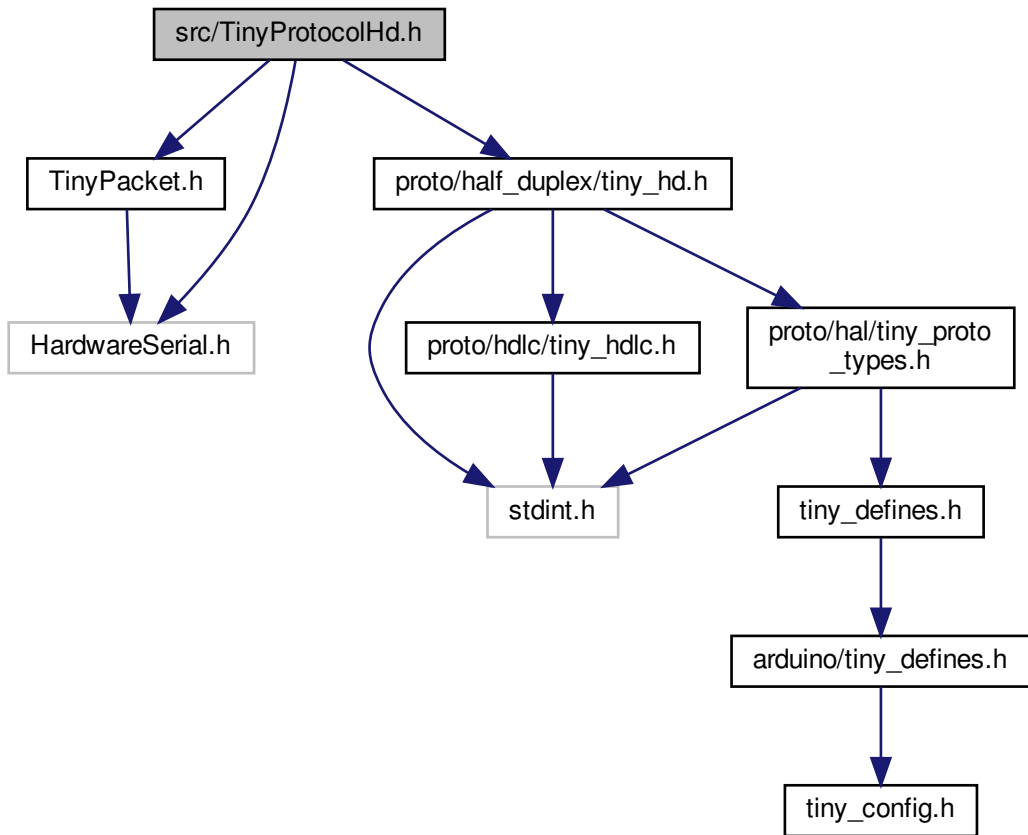 src/TinyProtocolHd.h
TinyPacket.h
proto/half_duplex/tiny_hd.h
HardwareSerial.h
proto/hdlc/tiny_hdlc.h
proto/hal/tiny_proto
_types.h
stdint.h
tiny_defines.h
arduino/tiny_defines.h
tiny_config.h